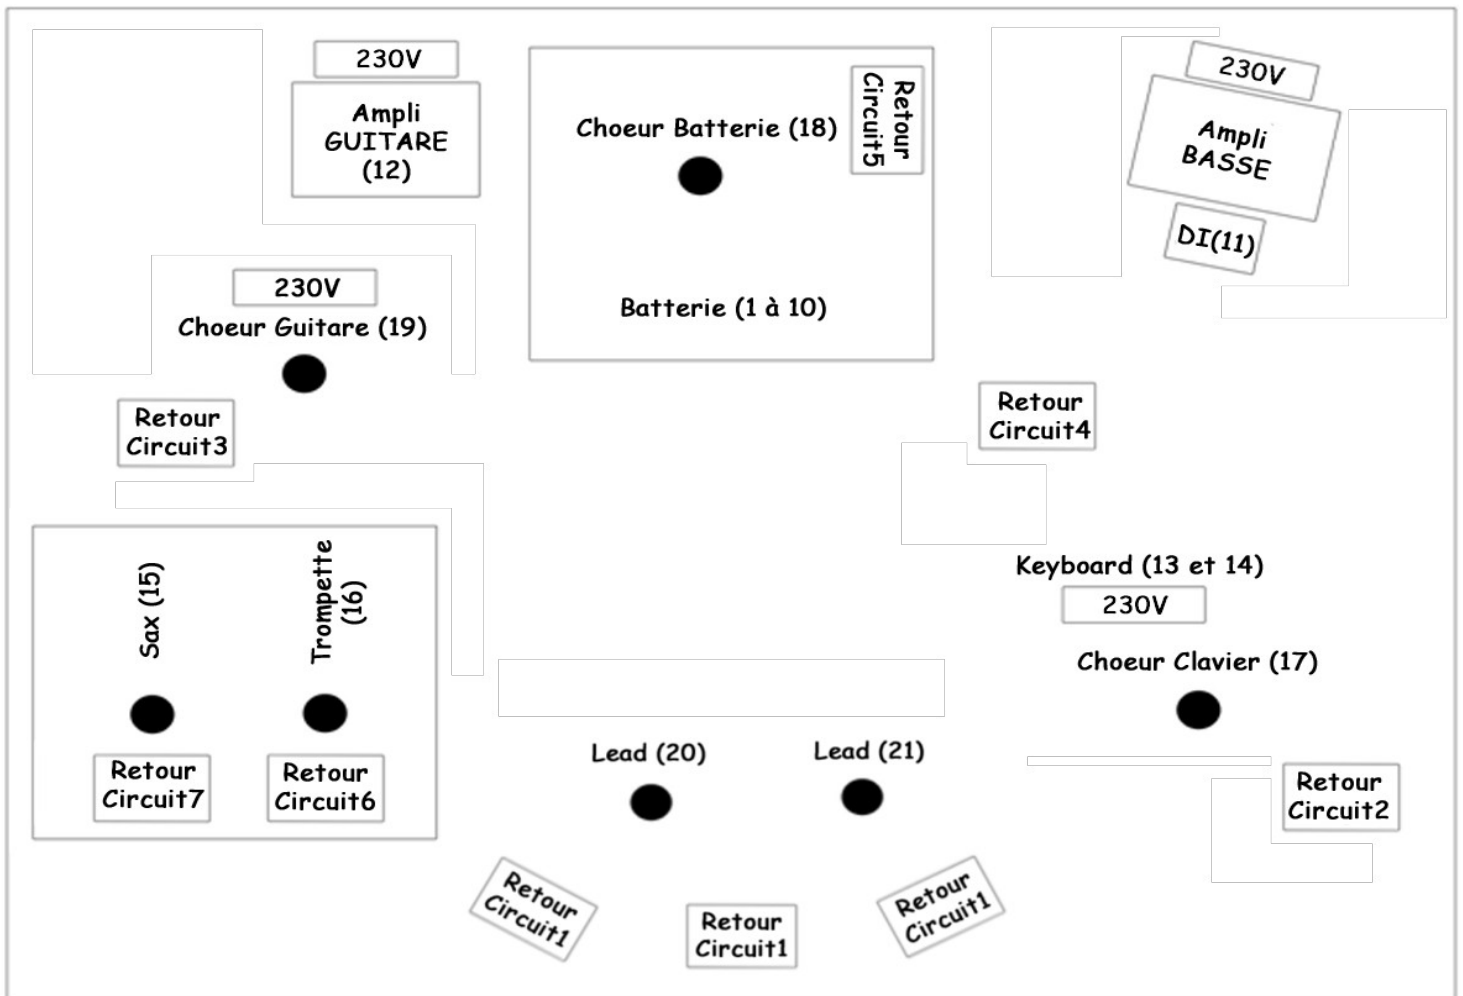 230V
Ampli
GUITARE
(12)
Choeur Batterie (18)
Retour
Circuit5
Batterie (1 à 10)
230V
Ampli
BASSE
DI(11)
230V
Choeur Guitare (19)
Retour
Circuit3
Retour
Circuit4
Sax (15)
Trompette
(16)
Retour
Circuit7
Retour
Circuit6
Keyboard (13 et 14)
230V
Choeur Clavier (17)
Lead (20)
Lead (21)
Retour
Circuit2
Retour
Circuit1
Retour
Circuit1
Retour
Circuit1